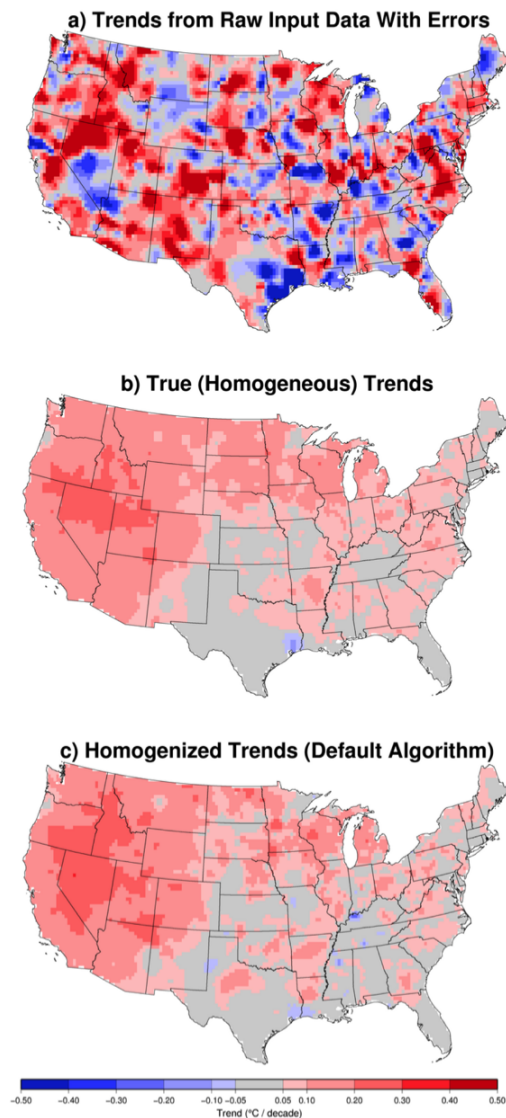 a) Trends from Raw Input Data With Errors
b) True (Homogeneous) Trends
c) Homogenized Trends (Default Algorithm)
-0.50 -0.40 -0.30 -0.20 -0.10 -0.05 0.05 0.10 0.20 0.30 0.40 0.50
Trend (°C / decade)